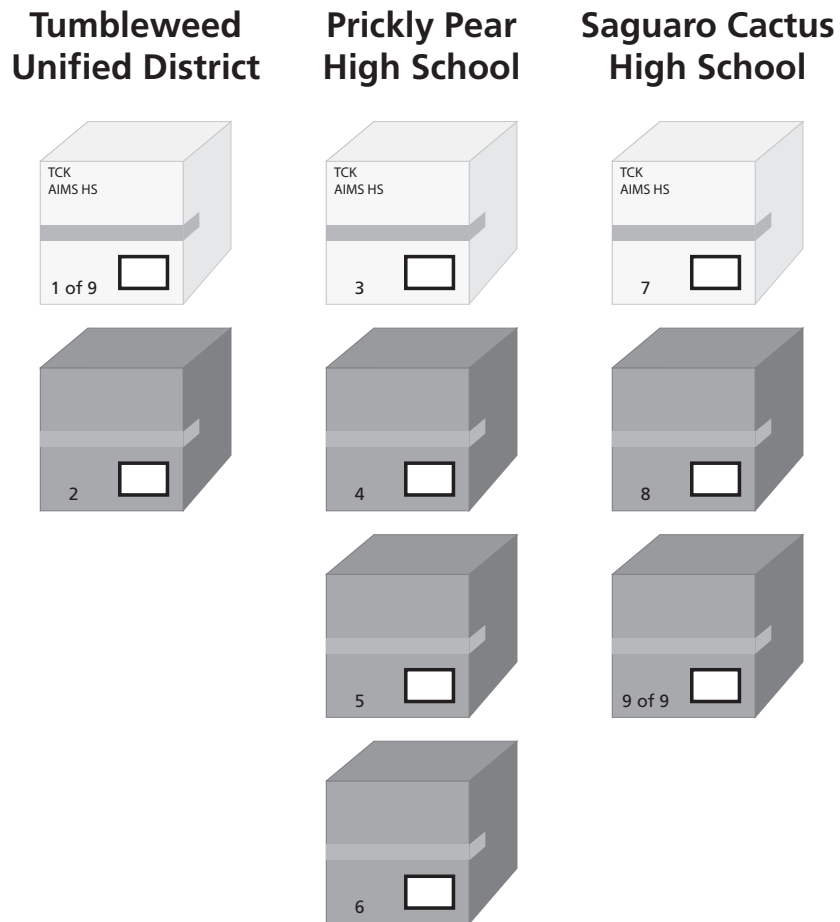 Tumbleweed
Unified District
Prickly Pear
High School
Saguaro Cactus
High School
TCK
AIMS HS
1 of 9
TCK
AIMS HS
3
TCK
AIMS HS
7
2
4
8
5
9 of 9
6